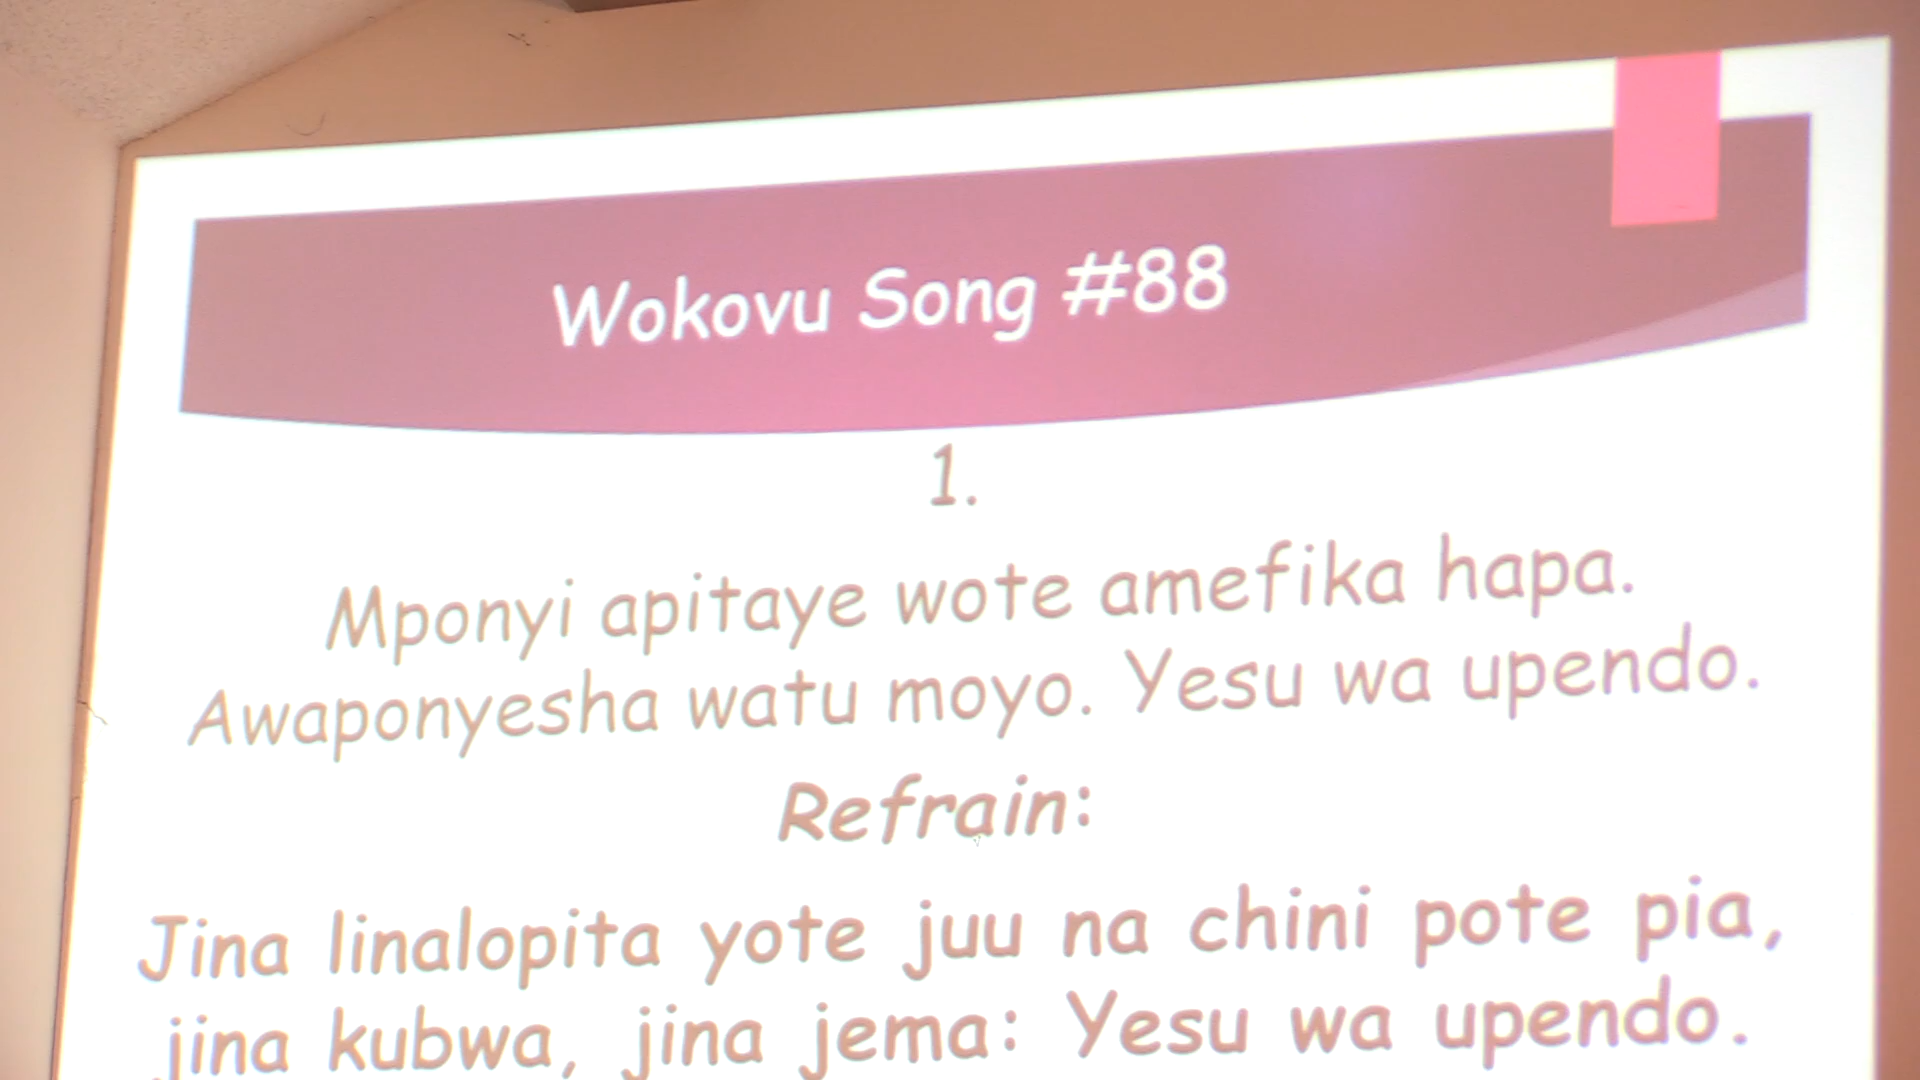 Wokovu Song #88
1.
Mponyi apitaye wote amefika hapa.
Awaponyesha watu moyo. Yesu wa upendo.
Refrain:
Jina linalopita yote juu na chini pote pia,
jina kubwa, jina jema: Yesu wa upendo.